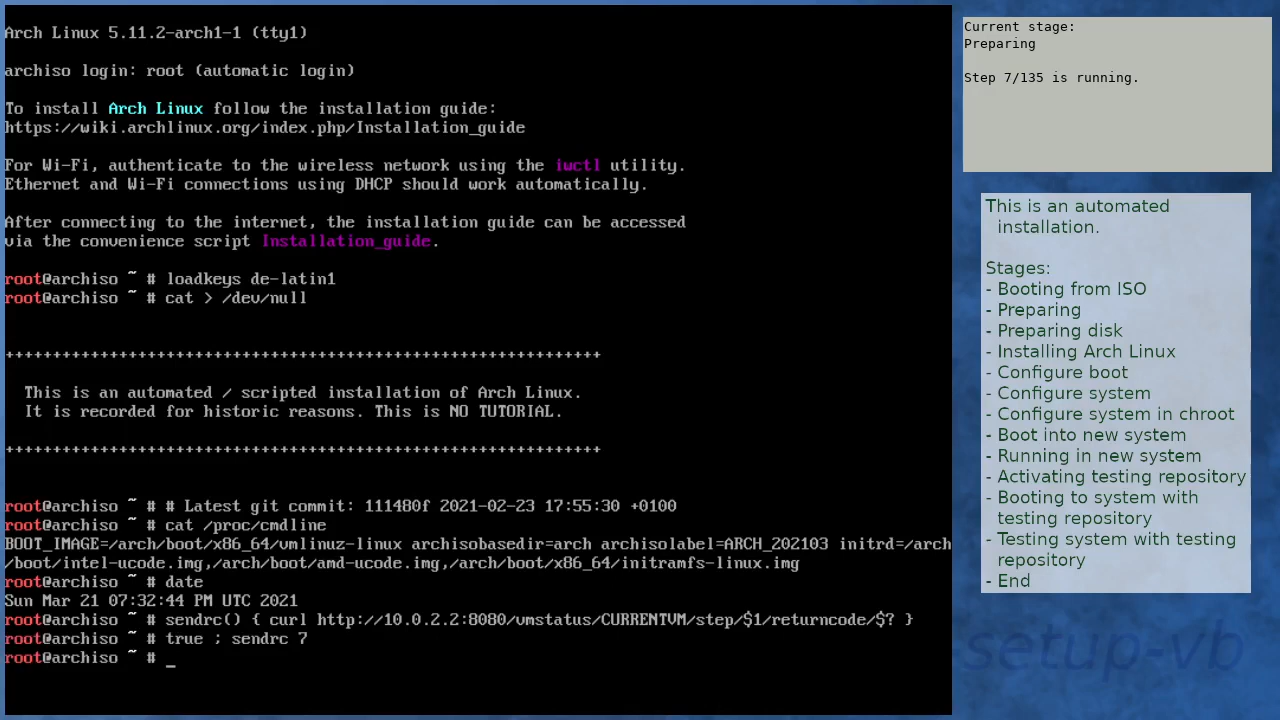 Arch Linux 5.11.2-arch1-1 (tty1)
archiso login: root (automatic login)
To install Arch Linux follow the installation guide:
https://wiki.archlinux.org/index.php/Installation_guide
For Wi-Fi, authenticate to the wireless network using the iwctl utility.
Ethernet and Wi-Fi connections using DHCP should work automatically.
After connecting to the internet, the installation guide can be accessed
via the convenience script Installation_guide.
root@archiso ~ # loadkeys de-latin1
root@archiso ~ # cat > /dev/null
+++++++++++++++++++++++++++++++++++++++++++++++++++++++++++++++
This is an automated / scripted installation of Arch Linux.
It is recorded for historic reasons. This is NO TUTORIAL.
+++++++++++++++++++++++++++++++++++++++++++++++++++++++++++++++
root@archiso ~ # # Latest git commit: 111480f 2021-02-23 17:55:30 +0100
root@archiso ~ # cat /proc/cmdline
BOOT_IMAGE=/arch/boot/x86_64/vmlinuz-linux archisobasedir=arch archisolabel=ARCH_202103 initrd=/arch
/boot/intel-ucode.img,/arch/boot/amd-ucode.img,/arch/boot/x86_64/initramfs-linux.img
root@archiso ~ # date
Sun Mar 21 07:32:44 PM UTC 2021
root@archiso ~ # sendrc() { curl http://10.0.2.2:8080/vmstatus/CURRENTVM/step/$1/returncode/$? }
root@archiso ~ # true ; sendrc 7
root@archiso ~ # _
Current stage:
Preparing
Step 7/135 is running.
This is an automated
installation.
Stages:
- Booting from ISO
- Preparing
- Preparing disk
- Installing Arch Linux
- Configure boot
- Configure system
- Configure system in chroot
- Boot into new system
- Running in new system
- Activating testing repository
- Booting to system with
testing repository
- Testing system with testing
repository
- End
setup-vb